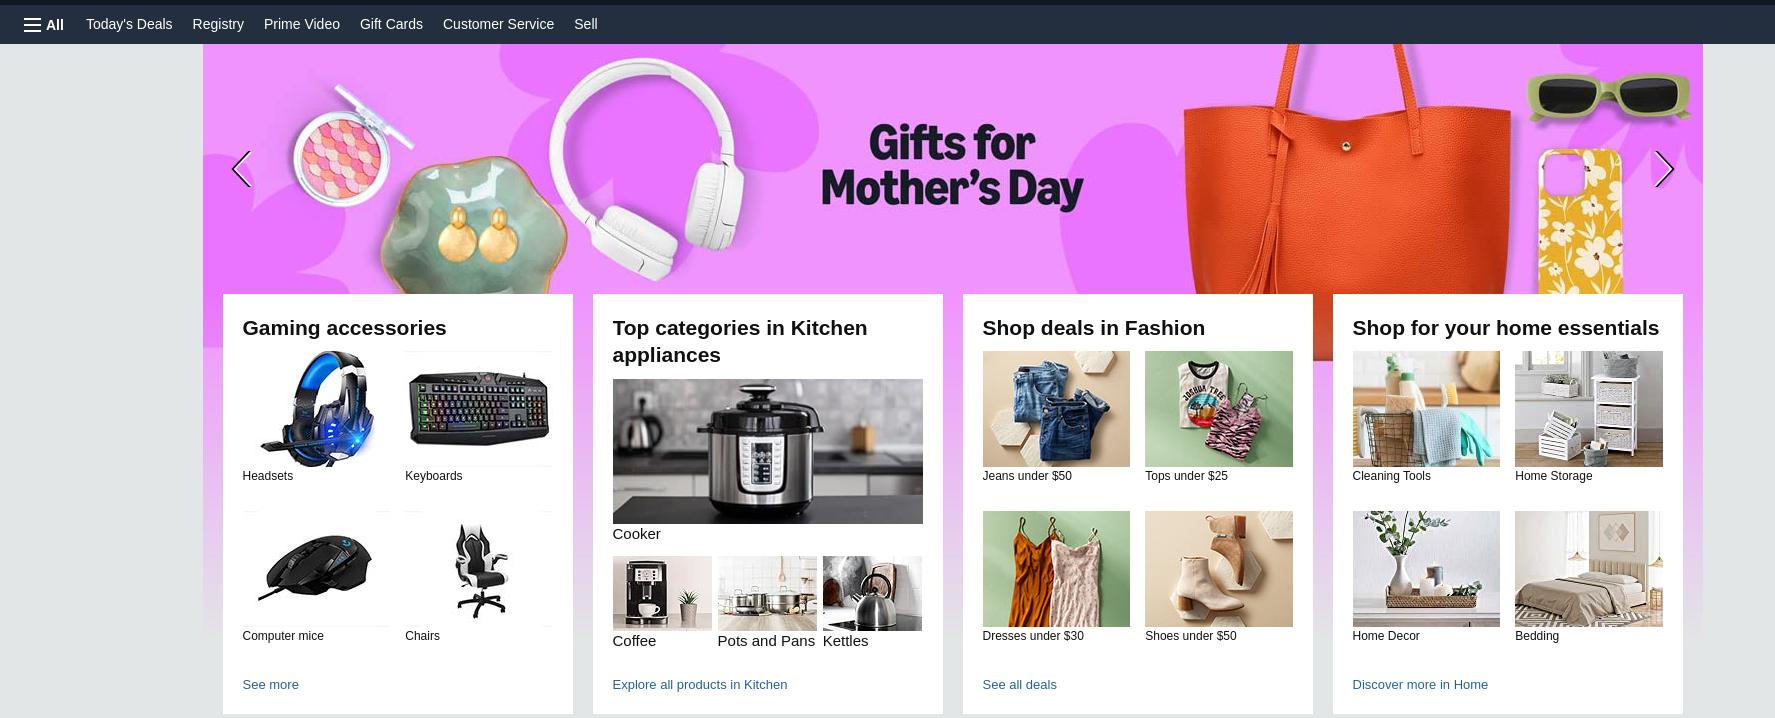 All
Today's Deals
Registry
Prime Video
Gift Cards
Customer Service
Sell
Gifts for
Mother's Day
Gaming accessories
Headsets
Keyboards
Computer mice
Chairs
See more
Top categories in Kitchen
appliances
Cooker
Coffee
Pots and Pans
Kettles
Explore all products in Kitchen
Shop deals in Fashion
JOSHUA TREE
Jeans under $50
Tops under $25
Dresses under $30
Shoes under $50
See all deals
Shop for your home essentials
Cleaning Tools
Home Storage
Home Decor
Bedding
Discover more in Home